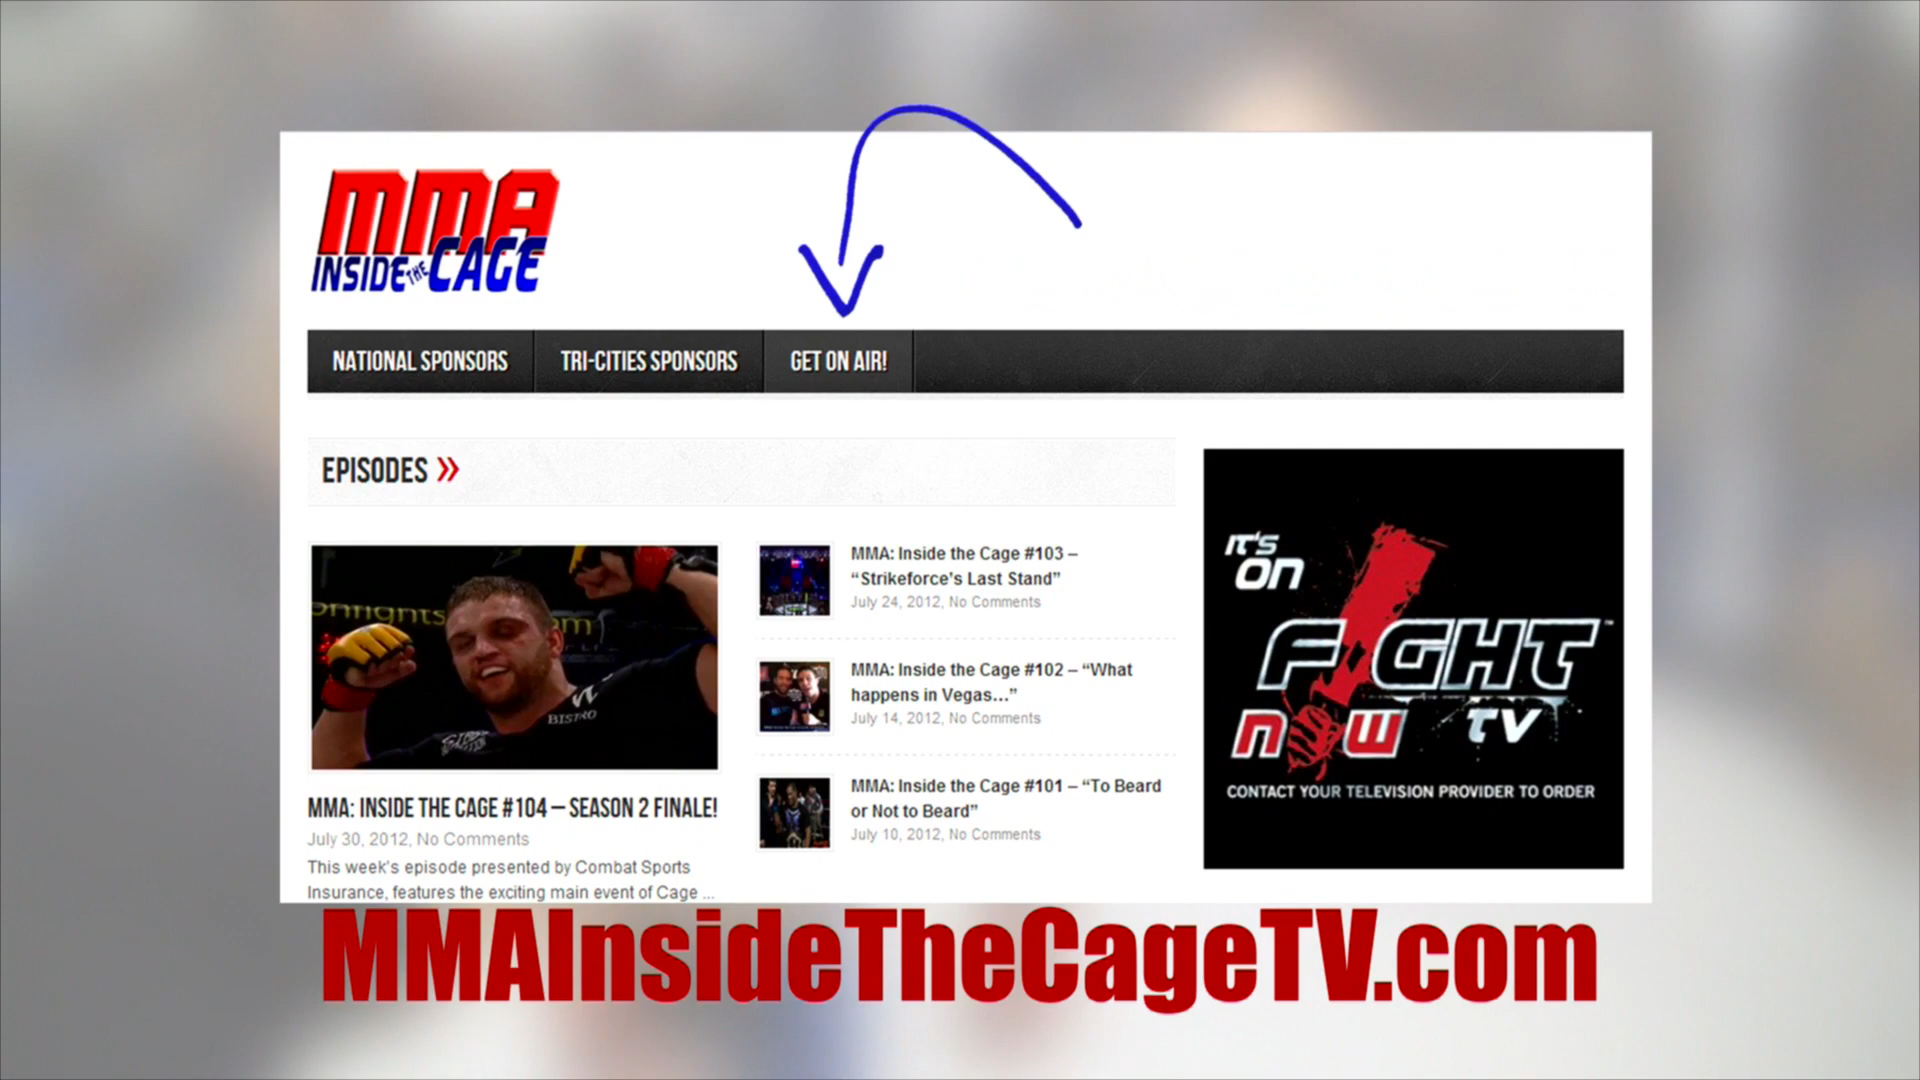 MMA
INSIDE THE CAGE
NATIONAL SPONSORS
TRI-CITIES SPONSORS
GET ON AIR!
EPISODES »
BISTRO
MMA: INSIDE THE CAGE #104 – SEASON 2 FINALE!
July 30, 2012, No Comments
This week's episode presented by Combat Sports
Insurance, features the exciting main event of Cage ...
MMA: Inside the Cage #103 –
“Strikeforce's Last Stand”
July 24, 2012, No Comments
MMA: Inside the Cage #102 – “What
happens in Vegas...”
July 14, 2012, No Comments
MMA: Inside the Cage #101 – “To Beard
or Not to Beard”
July 10, 2012, No Comments
IT'S
ON
FIGHT™
NOW TV
CONTACT YOUR TELEVISION PROVIDER TO ORDER
MMAInsideTheCageTV.com